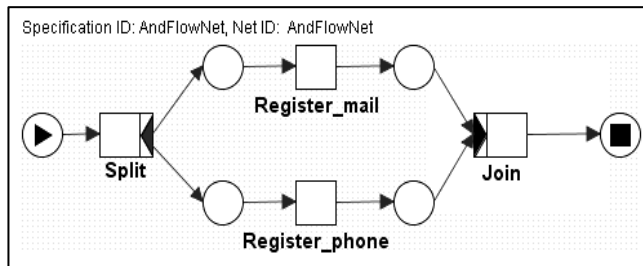 Specification ID: AndFlowNet, Net ID: AndFlowNet
Register_mail
Split
Join
Register_phone